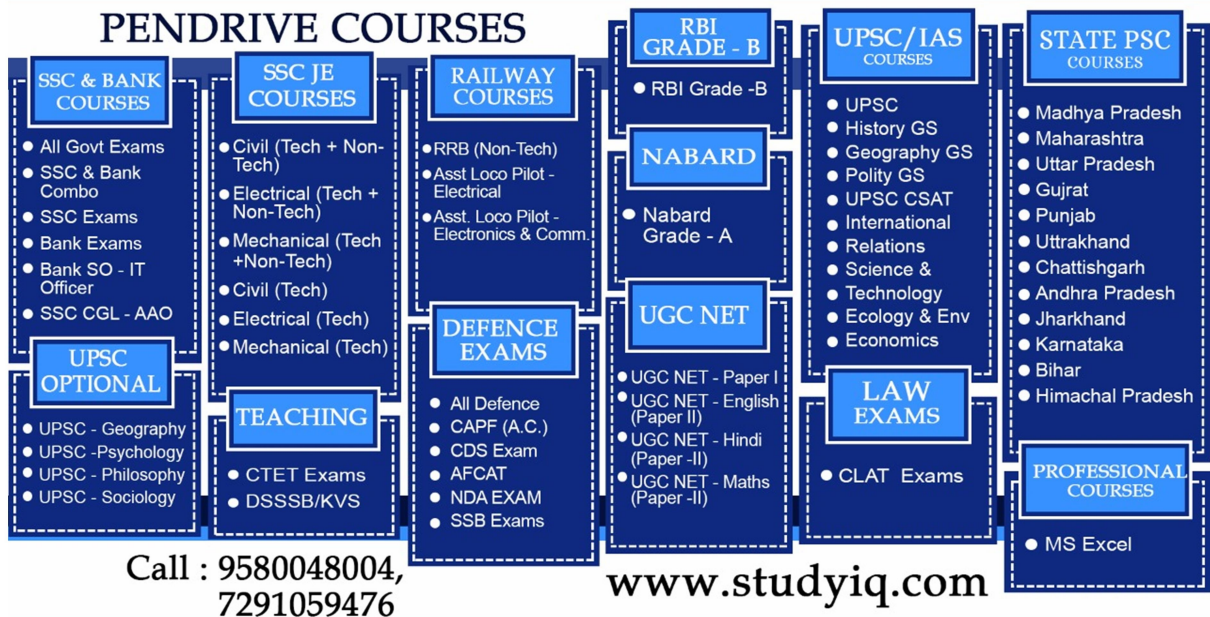 PENDRIVE COURSES
SSC & BANK
COURSES
All Govt Exams
SSC & Bank
Combo
SSC Exams
Bank Exams
Bank SO - IT
Officer
SSC CGL - AAO
UPSC
OPTIONAL
UPSC - Geography
UPSC -Psychology
UPSC - Philosophy
UPSC - Sociology
SSC JE
COURSES
Civil (Tech + Non-
Tech)
Electrical (Tech +
Non-Tech)
Mechanical (Tech
+Non-Tech)
Civil (Tech)
Electrical (Tech)
Mechanical (Tech)
TEACHING
CTET Exams
DSSSB/KVS
RAILWAY
COURSES
RRB (Non-Tech)
Asst Loco Pilot -
Electrical
Asst. Loco Pilot -
Electronics & Comm.
DEFENCE
EXAMS
All Defence
CAPF (A.C.)
CDS Exam
AFCAT
NDA EXAM
SSB Exams
RBI
GRADE - B
RBI Grade -B
NABARD
Nabard
Grade - A
UGC NET
UGC NET - Paper I
UGC NET - English
(Paper II)
UGC NET - Hindi
(Paper -II)
UGC NET - Maths
(Paper -II)
UPSC/IAS
COURSES
UPSC
History GS
Geography GS
Polity GS
UPSC CSAT
International
Relations
Science &
Technology
Ecology & Env
Economics
LAW
EXAMS
CLAT Exams
STATE PSC
COURSES
Madhya Pradesh
Maharashtra
Uttar Pradesh
Gujrat
Punjab
Uttrakhand
Chattishgarh
Andhra Pradesh
Jharkhand
Karnataka
Bihar
Himachal Pradesh
PROFESSIONAL
COURSES
MS Excel
Call : 9580048004,
7291059476
www.studyiq.com